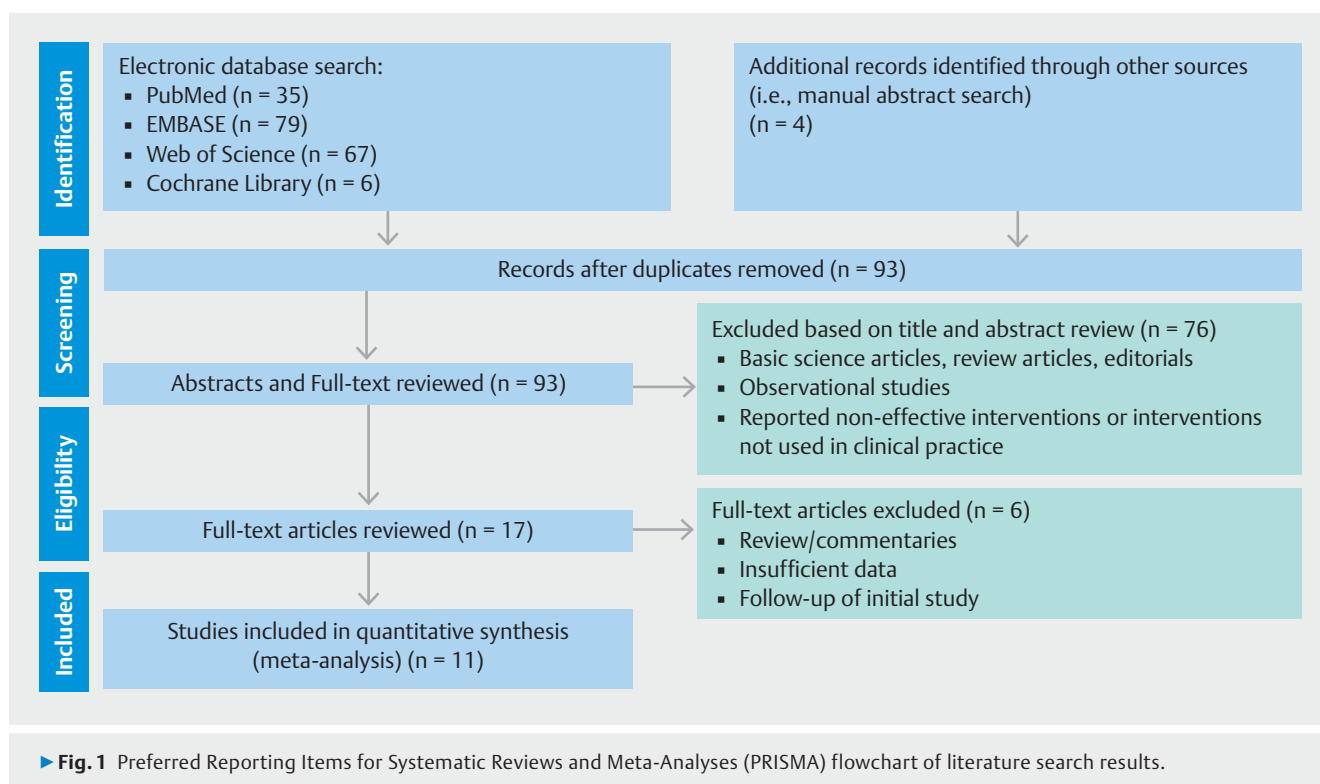 Identification
Electronic database search:
▪ PubMed (n = 35)
▪ EMBASE (n = 79)
▪ Web of Science (n = 67)
▪ Cochrane Library (n = 6)
Additional records identified through other sources
(i.e., manual abstract search)
(n = 4)
Screening
Records after duplicates removed (n = 93)
Abstracts and Full-text reviewed (n = 93)
Excluded based on title and abstract review (n = 76)
▪ Basic science articles, review articles, editorials
▪ Observational studies
▪ Reported non-effective interventions or interventions
not used in clinical practice
Eligibility
Full-text articles reviewed (n = 17)
Full-text articles excluded (n = 6)
▪ Review/commentaries
▪ Insufficient data
▪ Follow-up of initial study
Included
Studies included in quantitative synthesis
(meta-analysis) (n = 11)
▶ Fig. 1 Preferred Reporting Items for Systematic Reviews and Meta-Analyses (PRISMA) flowchart of literature search results.